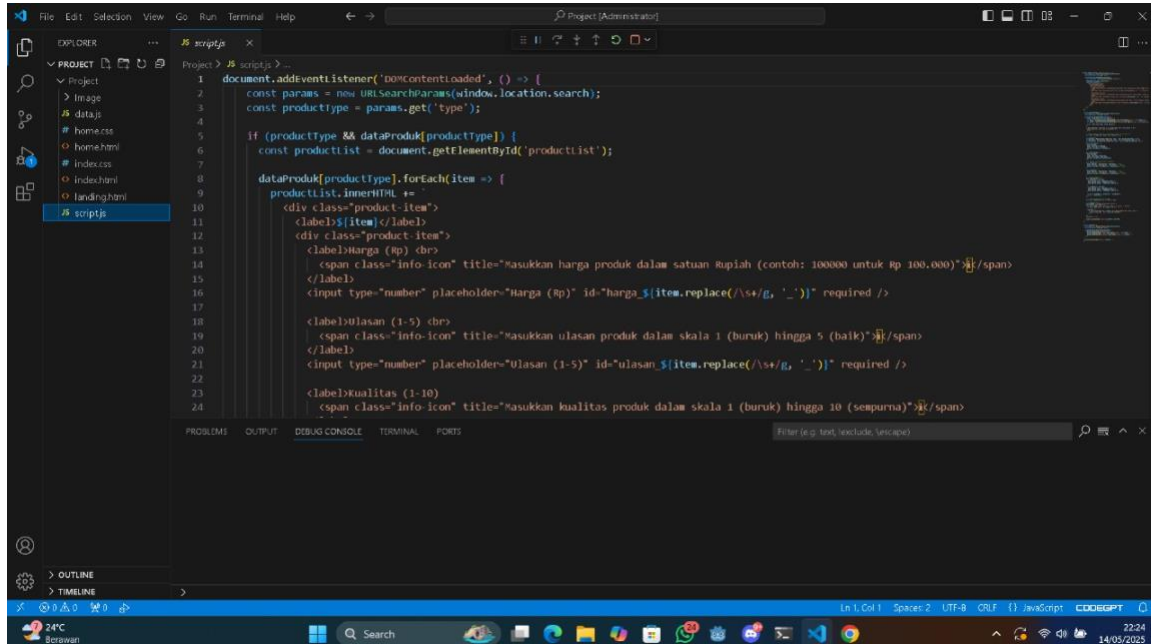 File Edit Selection View Go Run Terminal Help
Project [Administrator]
EXPLORER
JS script.js
PROJECT
Project > JS script.js > ...
Project
Image
JS data.js
# home.css
home.html
# index.css
index.html
landing.html
JS script.js
1 document.addEventListener('DOMContentLoaded', () => {
2 const params = new URLSearchParams(window.location.search);
3 const productType = params.get('type');
4
5 if (productType && dataProduk[productType]) {
6 const productList = document.getElementById('productList');
7
8 dataProduk[productType].forEach(item => {
9 productList.innerHTML += `
10 <div class="product-item">
11 <label>${item}</label>
12 <div class="product-item">
13 <label>Harga (Rp) <br>
14 <span class="info-icon" title="Masukkan harga produk dalam satuan Rupiah (contoh: 100000 untuk Rp 100.000)">ℹ</span>
15 </label>
16 <input type="number" placeholder="Harga (Rp)" id="harga_${item.replace(/\s+/g, '_')}" required />
17
18 <label>Ulasan (1-5) <br>
19 <span class="info-icon" title="Masukkan ulasan produk dalam skala 1 (buruk) hingga 5 (baik)">ℹ</span>
20 </label>
21 <input type="number" placeholder="Ulasan (1-5)" id="ulasan_${item.replace(/\s+/g, '_')}" required />
22
23 <label>Kualitas (1-10)
24 <span class="info-icon" title="Masukkan kualitas produk dalam skala 1 (buruk) hingga 10 (sempurna)">ℹ</span>
PROBLEMS OUTPUT DEBUG CONSOLE TERMINAL PORTS
Filter (e.g. text, !exclude, \escape)
OUTLINE
TIMELINE
0 0 0
Ln 1, Col 1 Spaces: 2 UTF-8 CRLF {} JavaScript CODEGPT
24°C
Berawan
Search
22:24
14/05/2025